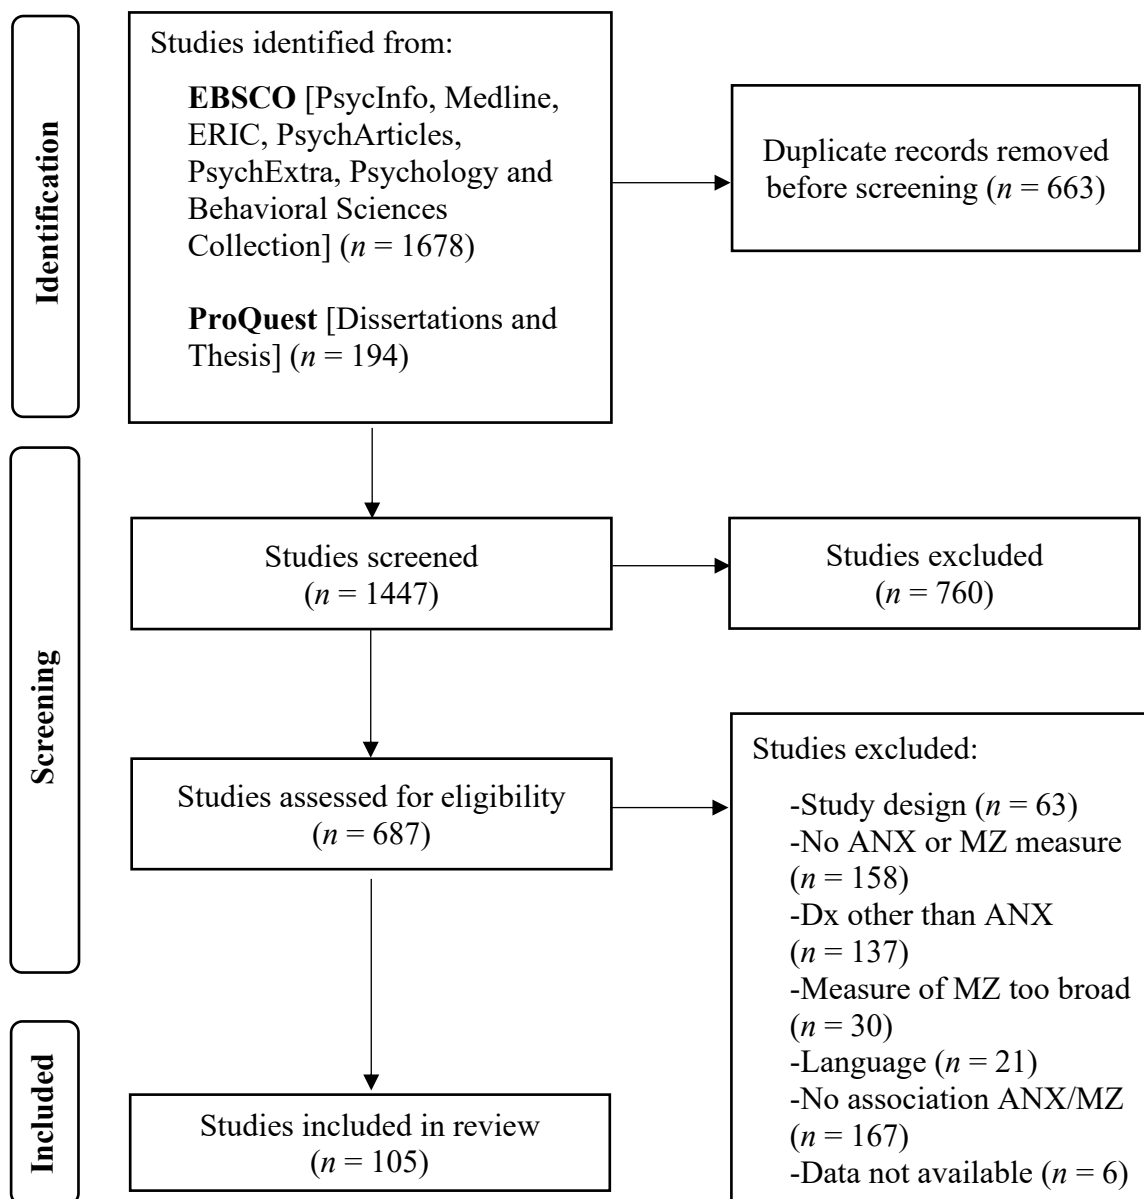 Identification
Studies identified from:
EBSCO [PsycInfo, Medline,
ERIC, PsychArticles,
PsychExtra, Psychology and
Behavioral Sciences
Collection] (n = 1678)
ProQuest [Dissertations and
Thesis] (n = 194)
Duplicate records removed
before screening (n = 663)
Screening
Studies screened
(n = 1447)
Studies excluded
(n = 760)
Studies assessed for eligibility
(n = 687)
Studies excluded:
-Study design (n = 63)
-No ANX or MZ measure
(n = 158)
-Dx other than ANX
(n = 137)
-Measure of MZ too broad
(n = 30)
-Language (n = 21)
-No association ANX/MZ
(n = 167)
-Data not available (n = 6)
Included
Studies included in review
(n = 105)